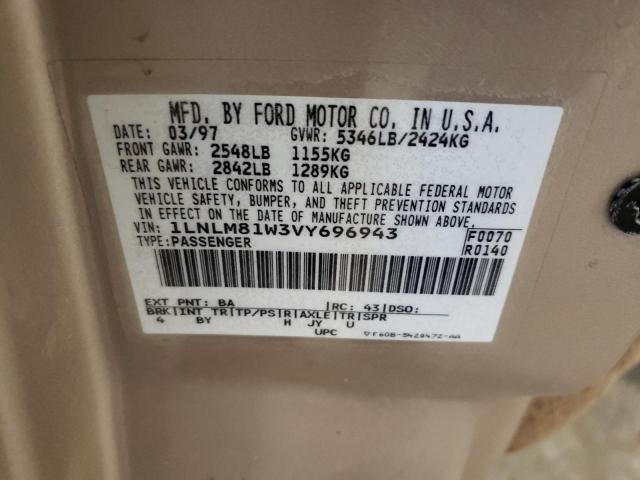 MFD. BY FORD MOTOR CO. IN U.S.A.
DATE: 03/97 GVWR: 5346LB/2424KG
FRONT GAWR: 2548LB 1155KG
REAR GAWR: 2842LB 1289KG
THIS VEHICLE CONFORMS TO ALL APPLICABLE FEDERAL MOTOR
VEHICLE SAFETY, BUMPER, AND THEFT PREVENTION STANDARDS
IN EFFECT ON THE DATE OF MANUFACTURE SHOWN ABOVE.
VIN: 1LNLM81W3VY696943 F0070
TYPE: PASSENGER R0140
EXT PNT: BA RC: 43 DSO:
BRK INT TR TP/PS R AXLE TR SPR
4 BY H JY U
UPC